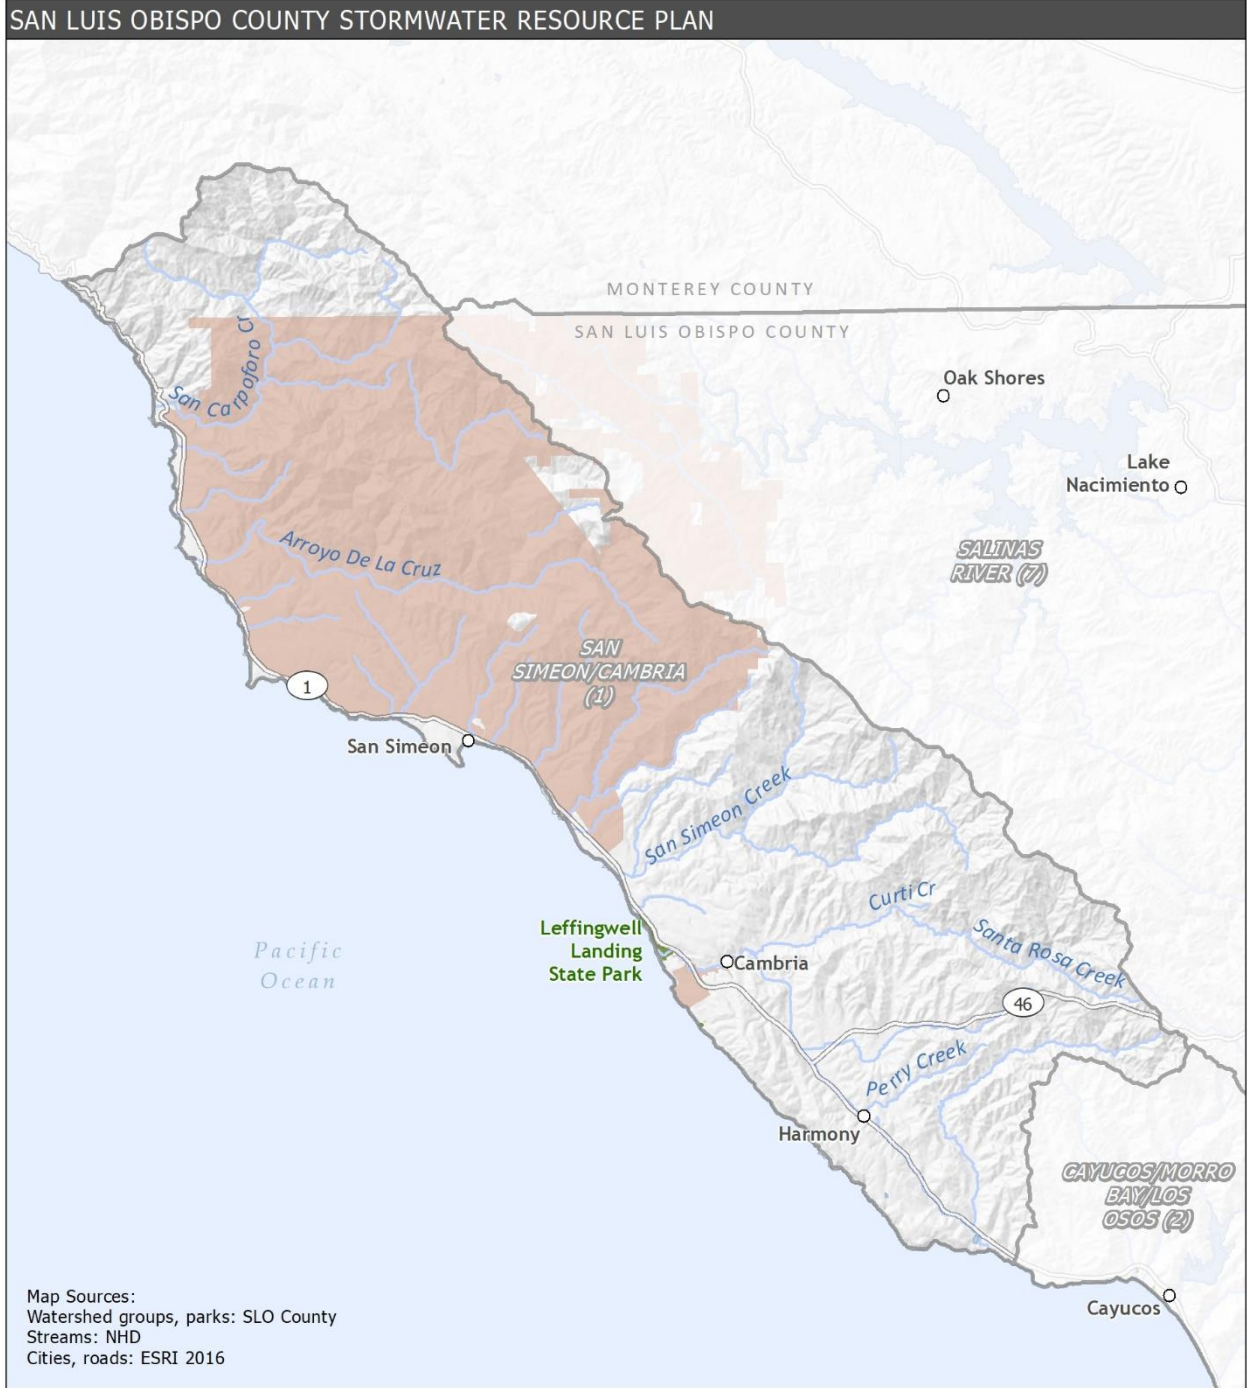 SAN LUIS OBISPO COUNTY STORMWATER RESOURCE PLAN
MONTEREY COUNTY
SAN LUIS OBISPO COUNTY
San Carpoforo Cr
Oak Shores
Lake
Nacimiento
Arroyo De La Cruz
SALINAS
RIVER (7)
SAN
SIMEON/CAMBRIA
(1)
1
San Simeon
San Simeon Creek
Curti Cr
Leffingwell
Landing
State Park
Santa Rosa Creek
Pacific
Ocean
Cambria
46
Perry Creek
Harmony
CAYUCOS/MORRO
BAY/LOS
OSOS (2)
Cayucos
Map Sources:
Watershed groups, parks: SLO County
Streams: NHD
Cities, roads: ESRI 2016